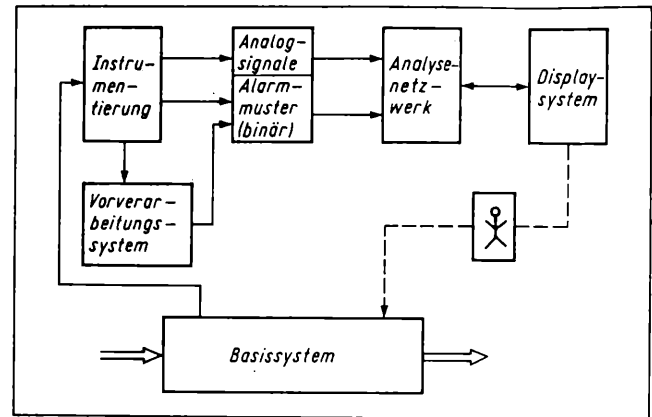 Instru-
men-
tierung
Analog-
signale
Alarm-
muster
(binär)
Analyse-
netz-
werk
Display-
system
Vorverar-
beitungs-
system
Basissystem